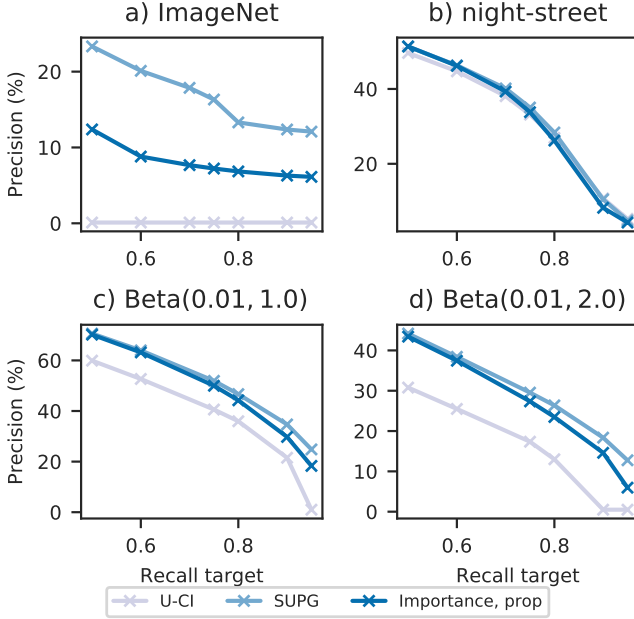 a) ImageNet
b) night-street
Precision (%)
20
10
0
0.6
0.8
40
20
0.6
0.8
c) Beta(0.01, 1.0)
d) Beta(0.01, 2.0)
Precision (%)
60
40
20
0
0.6
0.8
Recall target
40
30
20
10
0
0.6
0.8
Recall target
U-CI
SUPG
Importance, prop